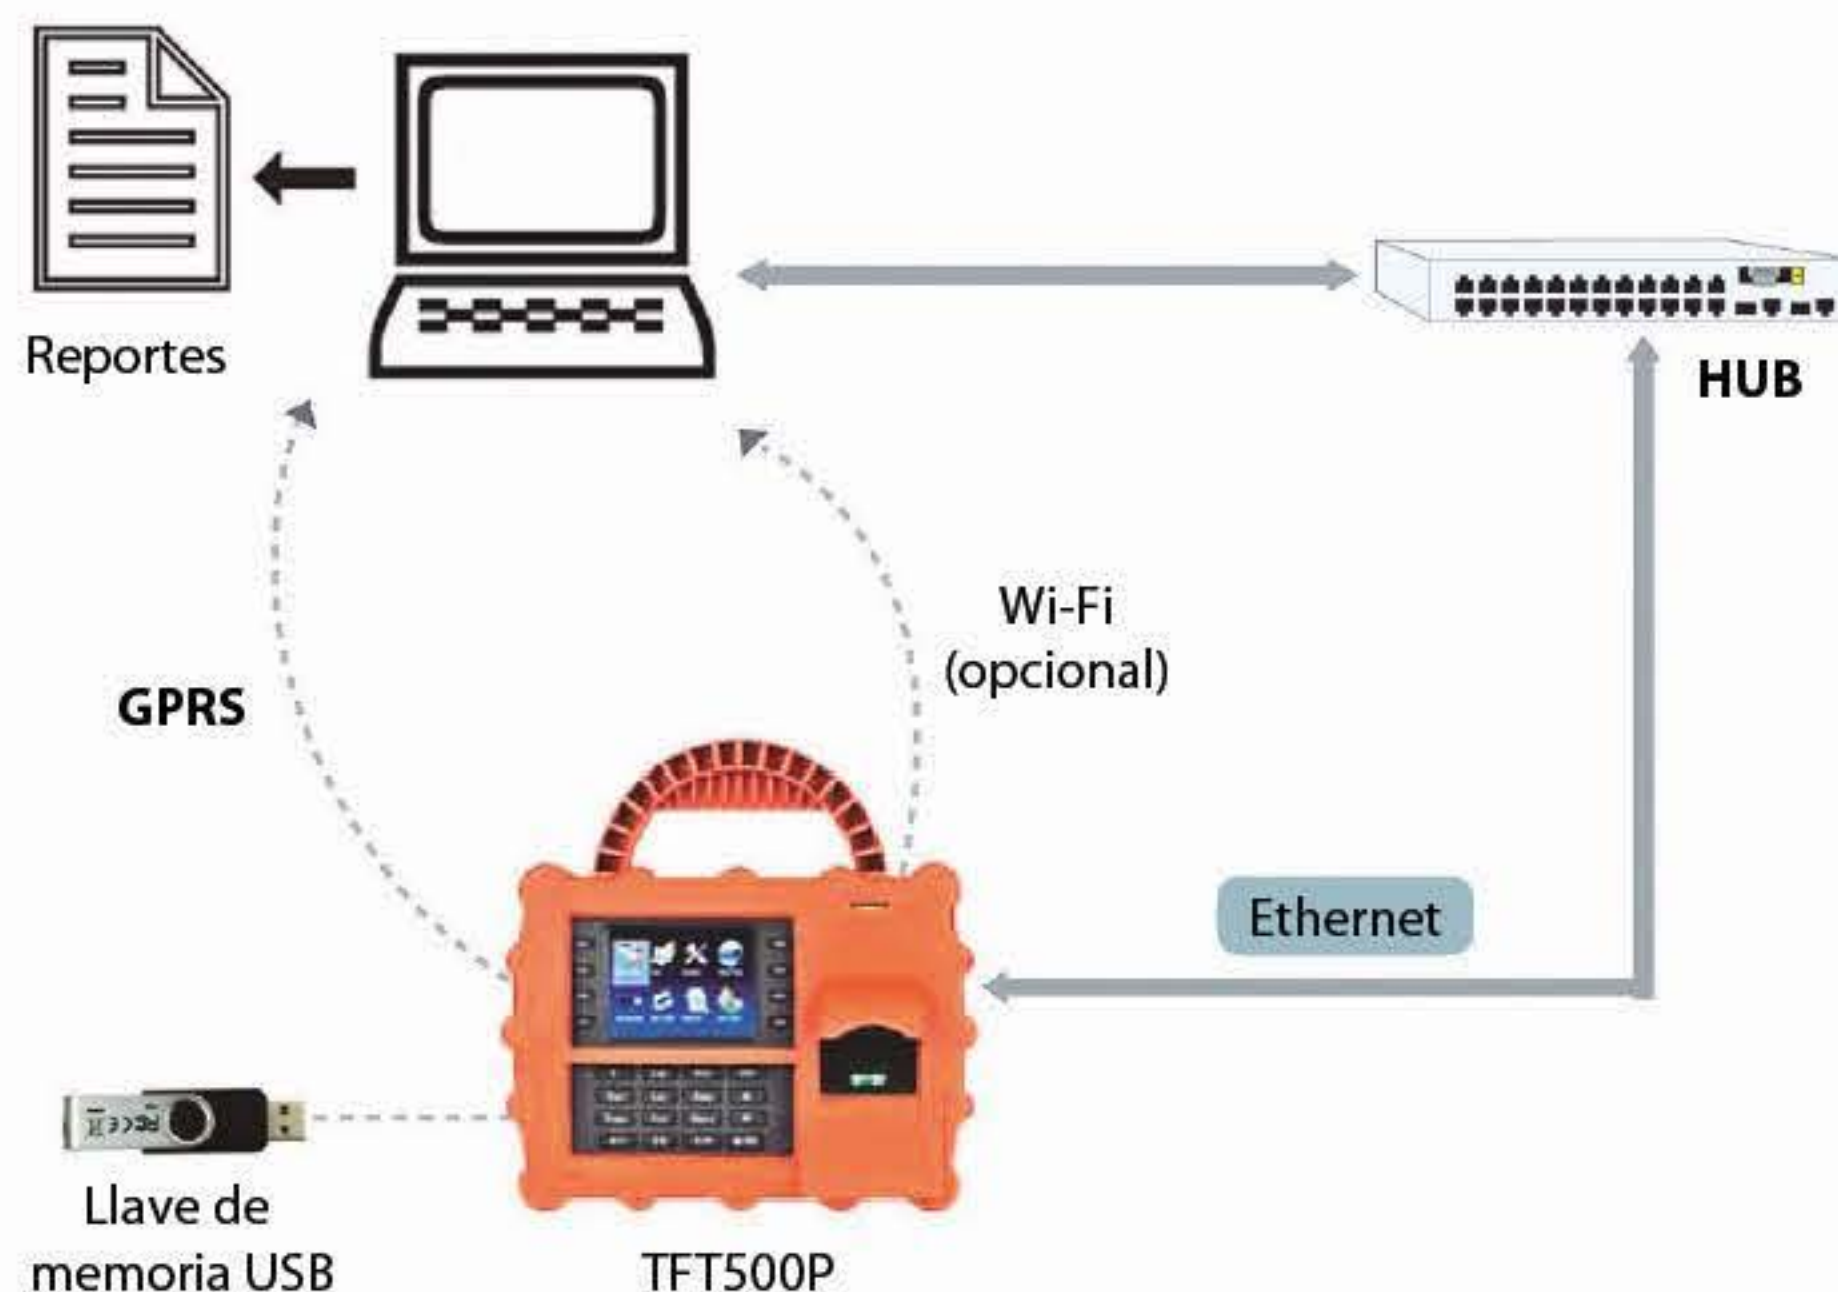 Reportes
HUB
Wi-Fi
(opcional)
GPRS
Ethernet
Llave de
memoria USB
TFT500P